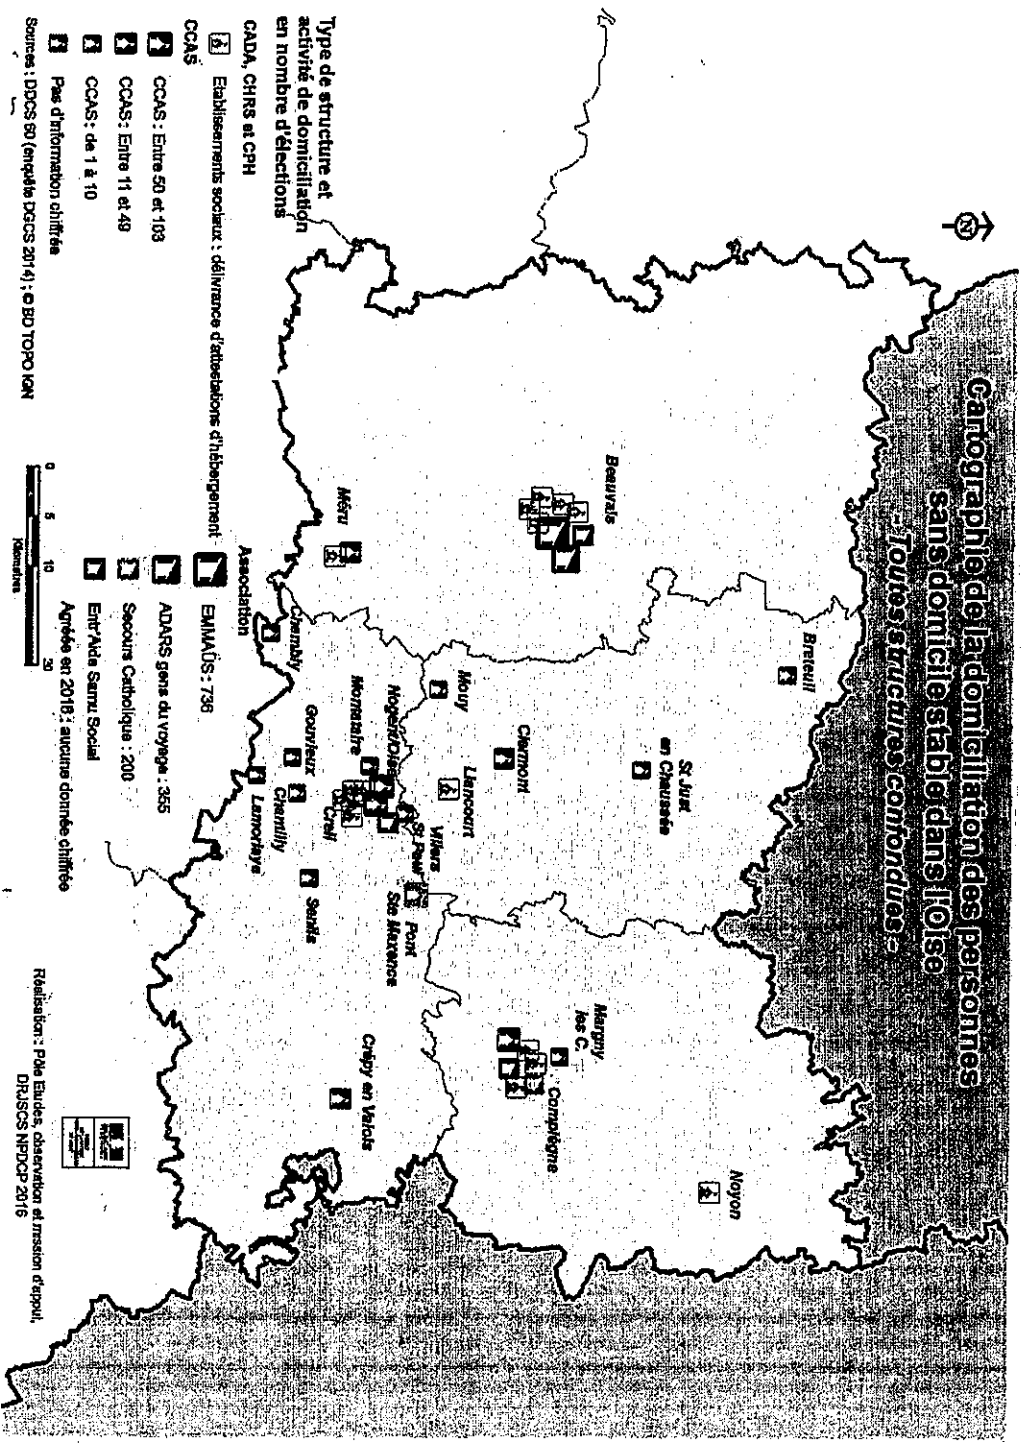 Cartographie de la domiciliation des personnes
sans domicile stable dans l'Oise
- Toutes structures confondues -
N
Breteuil
Noyon
St Just
en Chaussée
Beauvais
Margny
les C.
Compiègne
Clermont
Liancourt
Mouy
Villers
St Paul
Pont
Ste Maxence
Nogent/Oise
Montataire
Creil
Méru
Crépy en Valois
Senlis
Gouvieux
Chantilly
Chambly
Lamorlaye
Type de structure et
activité de domiciliation
en nombre d'élections
CADA, CHRS et CPH
Etablissements sociaux : délivrance d'attestations d'hébergement
CCAS
CCAS : Entre 50 et 103
CCAS : Entre 11 et 49
CCAS : de 1 à 10
Pas d'information chiffrée
Association
EMMAÜS : 736
ADARS gens du voyage : 355
Secours Catholique : 200
Entr'Aide Samu Social
Agréée en 2016 : aucune donnée chiffrée
0 5 10 20
Kilomètres
Sources : DDCS 60 (enquête DGCS 2014) ; © BD TOPO IGN
Réalisation : Pôle Etudes, observation et mission d'appui,
DRJSCS NPDCP 2016